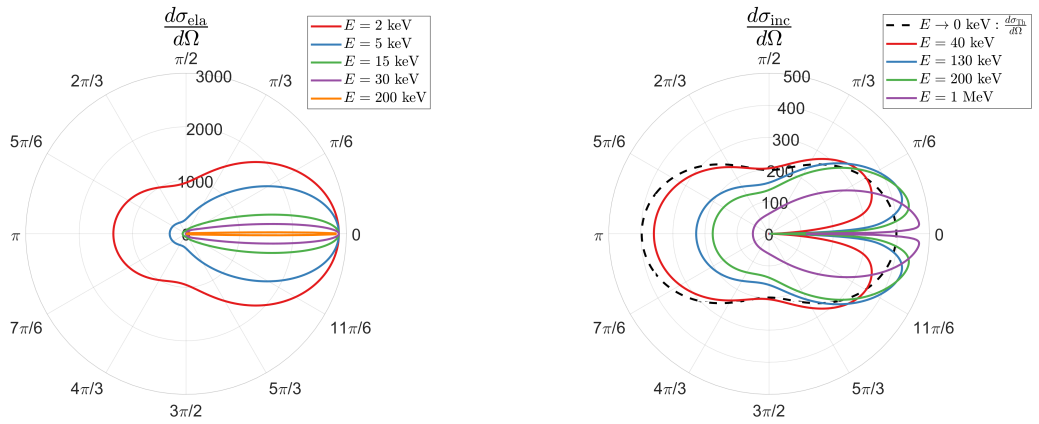 dσ_ela/dΩ
E = 2 keV
E = 5 keV
E = 15 keV
E = 30 keV
E = 200 keV
π/2
3000
2π/3
π/3
2000
5π/6
π/6
1000
π
0
0
7π/6
11π/6
4π/3
5π/3
3π/2
dσ_inc/dΩ
E → 0 keV : dσ_Th/dΩ
E = 40 keV
E = 130 keV
E = 200 keV
E = 1 MeV
π/2
500
2π/3
π/3
400
5π/6
300
π/6
200
100
π
0
0
7π/6
11π/6
4π/3
5π/3
3π/2